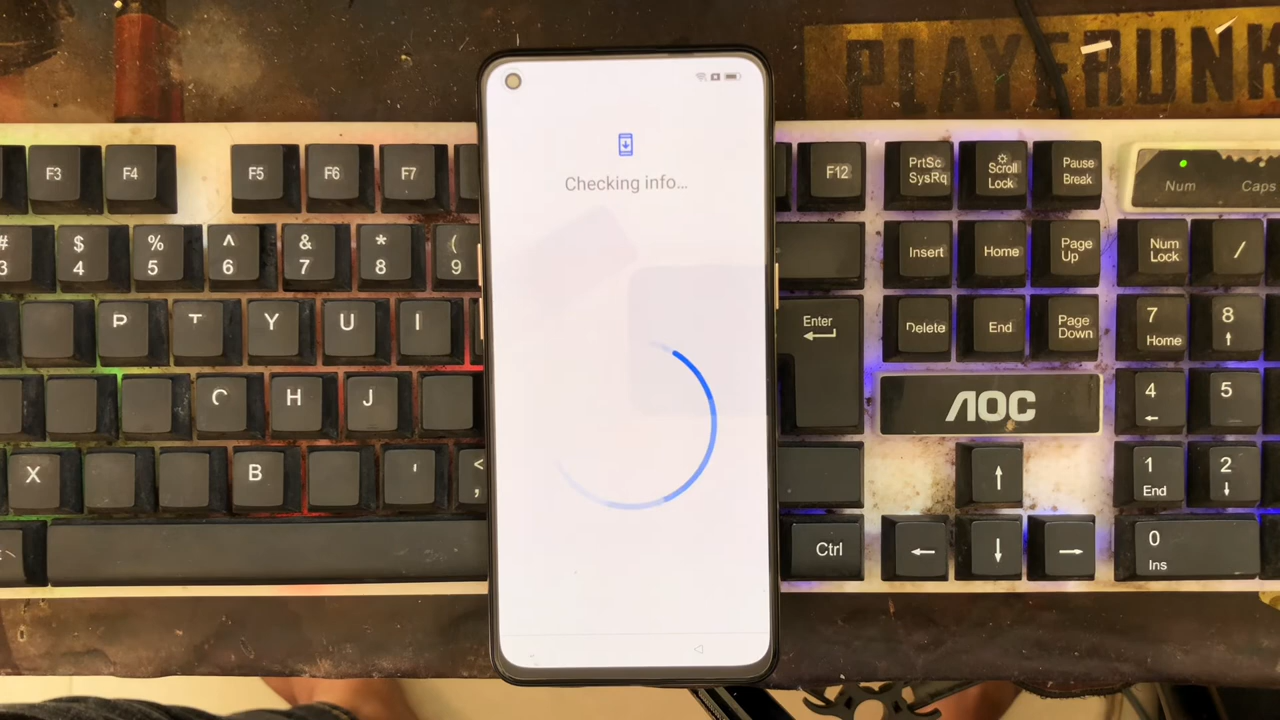 PLAYERUNK
Checking info...
F3
F4
F5
F6
F7
F12
PrtSc
SysRq
Scroll
Lock
Pause
Break
Num
Caps
#
3
$
4
%
5
^
6
&
7
*
8
(
9
Insert
Home
Page
Up
Num
Lock
/
T
Y
U
I
Enter
Delete
End
Page
Down
7
Home
8
H
J
AOC
4
5
X
B
<
1
End
2
Ctrl
0
Ins